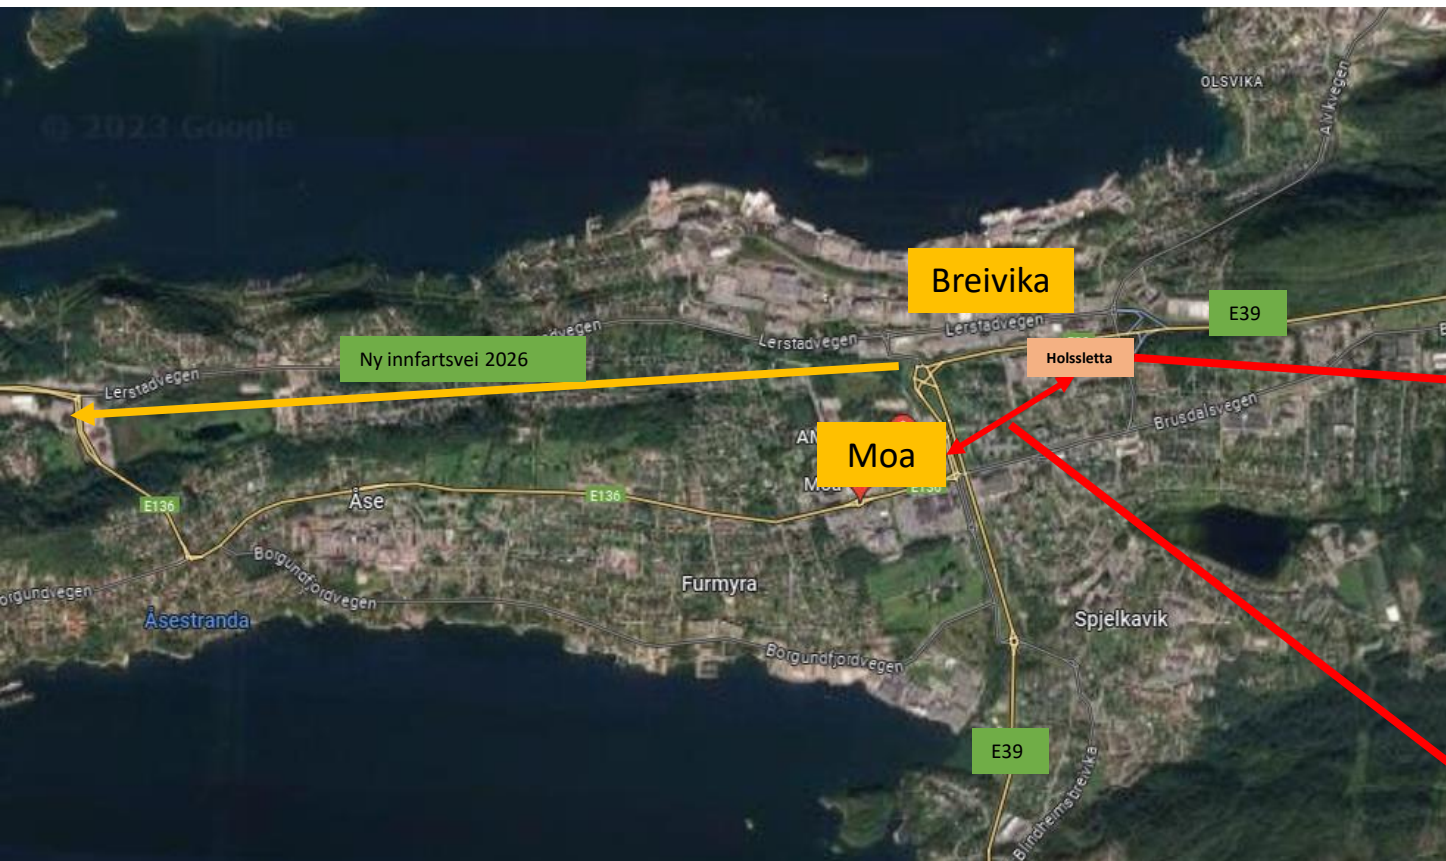 OLSVIKA
Alvikvegen
© 2023 Google
Breivika
E39
Lerstadvegen
Lerstadvegen
Ny innfartsvei 2026
Holssletta
Lerstadvegen
Brusdalsvegen
Moa
E136
Åse
E136
E136
Borgundfjordvegen
Furmyra
Åsestranda
Spjelkavik
Borgundfjordvegen
E39
Blindheimsbreivika